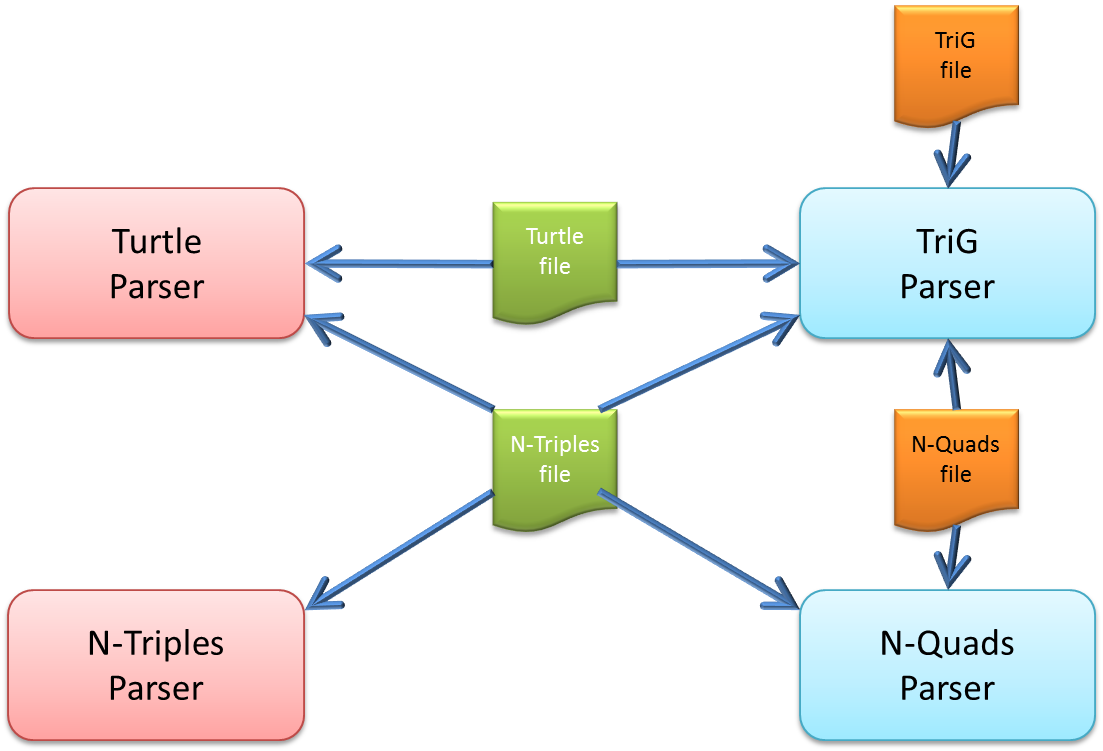 TriG
file
Turtle
Parser
Turtle
file
TriG
Parser
N-Triples
file
N-Quads
file
N-Triples
Parser
N-Quads
Parser